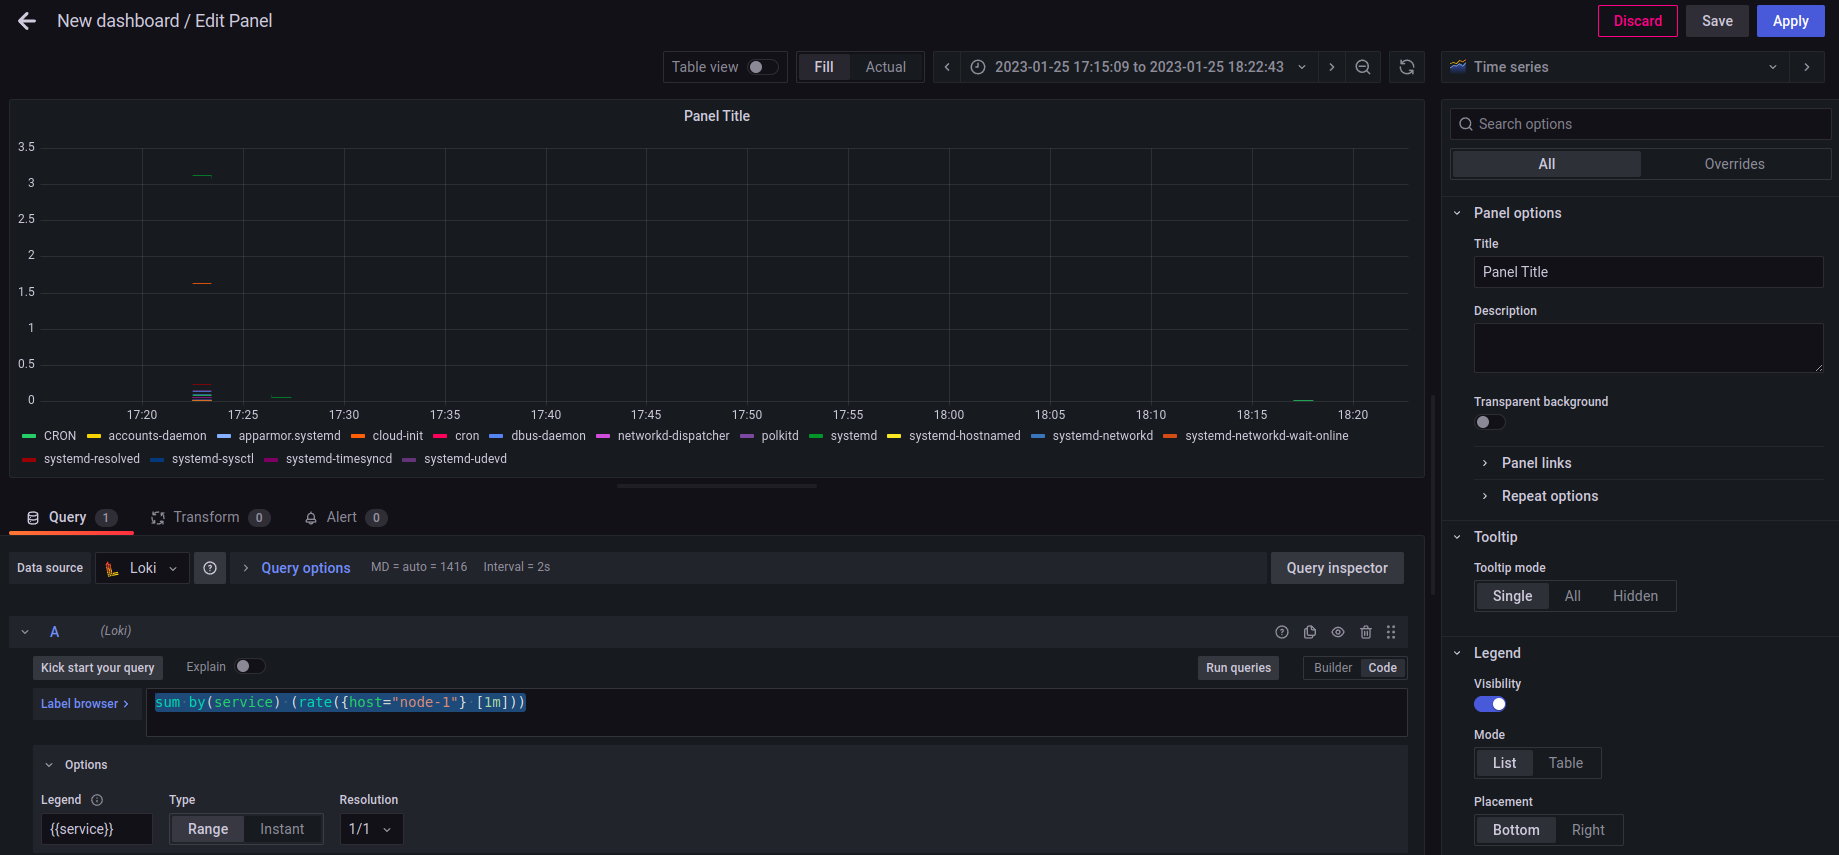 New dashboard / Edit Panel
Discard Save Apply
Table view Fill Actual 2023-01-25 17:15:09 to 2023-01-25 18:22:43 Time series
Panel Title
3.5
3
2.5
2
1.5
1
0.5
0
17:20 17:25 17:30 17:35 17:40 17:45 17:50 17:55 18:00 18:05 18:10 18:15 18:20
CRON accounts-daemon apparmor.systemd cloud-init cron dbus-daemon networkd-dispatcher polkitd systemd systemd-hostnamed systemd-networkd systemd-networkd-wait-online
systemd-resolved systemd-sysctl systemd-timesyncd systemd-udevd
Query 1 Transform 0 Alert 0
Data source Loki Query options MD = auto = 1416 Interval = 2s Query inspector
A (Loki)
Kick start your query Explain Run queries Builder Code
Label browser sum by(service) (rate({host="node-1"} [1m]))
Options
Legend Type Resolution
{{service}} Range Instant 1/1
Search options
All Overrides
Panel options
Title
Panel Title
Description
Transparent background
Panel links
Repeat options
Tooltip
Tooltip mode
Single All Hidden
Legend
Visibility
Mode
List Table
Placement
Bottom Right